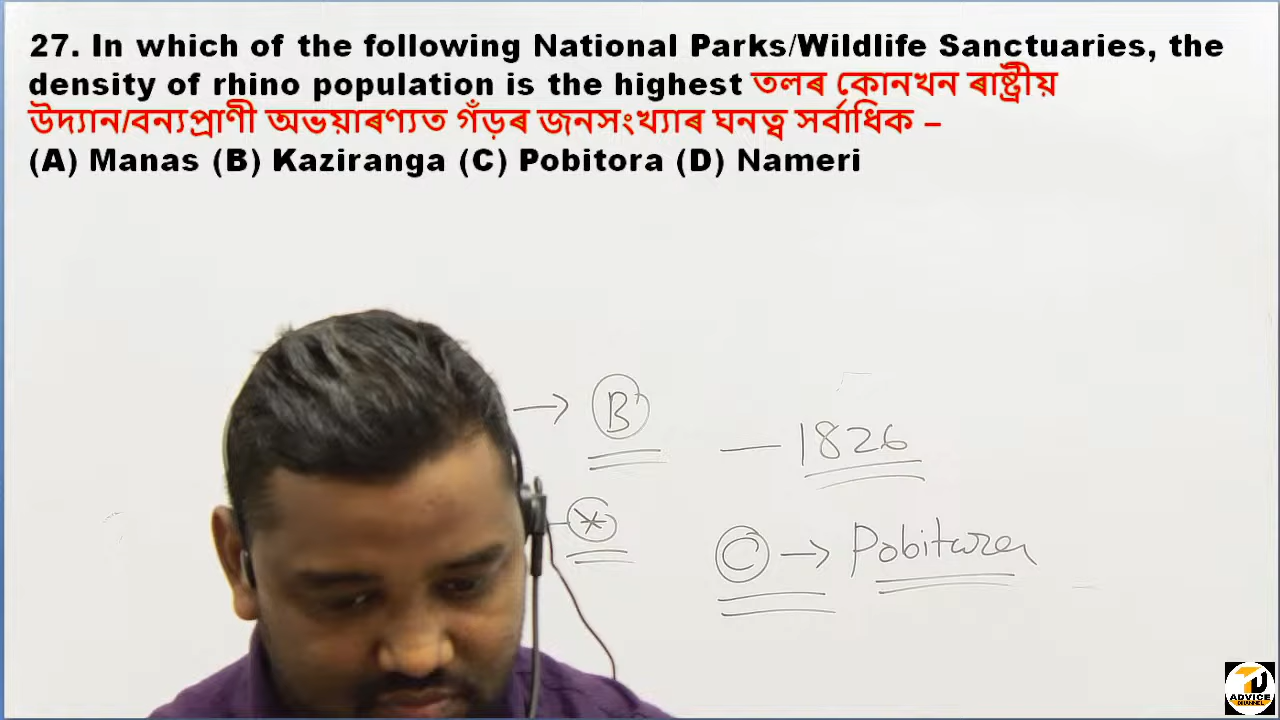 27. In which of the following National Parks/Wildlife Sanctuaries, the
density of rhino population is the highest তলৰ কোনখন ৰাষ্ট্ৰীয়
উদ্যান/বন্যপ্ৰাণী অভয়াৰণ্যত গঁড়ৰ জনসংখ্যাৰ ঘনত্ব সৰ্বাধিক –
(A) Manas (B) Kaziranga (C) Pobitora (D) Nameri
→ B
— 1826
*
C → Pobitora
ADVICE
CHANNEL